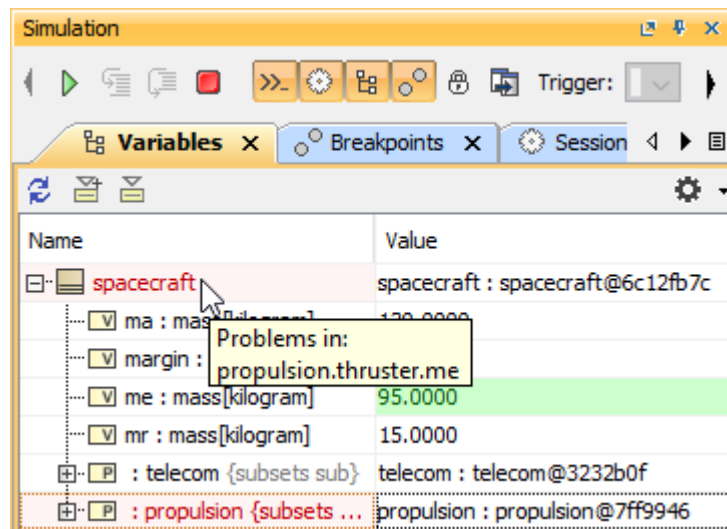 Simulation
Trigger:
Variables Breakpoints Session
Name Value
spacecraft spacecraft : spacecraft@6c12fb7c
ma : mass[kilogram]
Problems in:
propulsion.thruster.me
margin :
me : mass[kilogram] 95.0000
mr : mass[kilogram] 15.0000
P : telecom {subsets sub} telecom : telecom@3232b0f
P : propulsion {subsets ... propulsion : propulsion@7ff9946